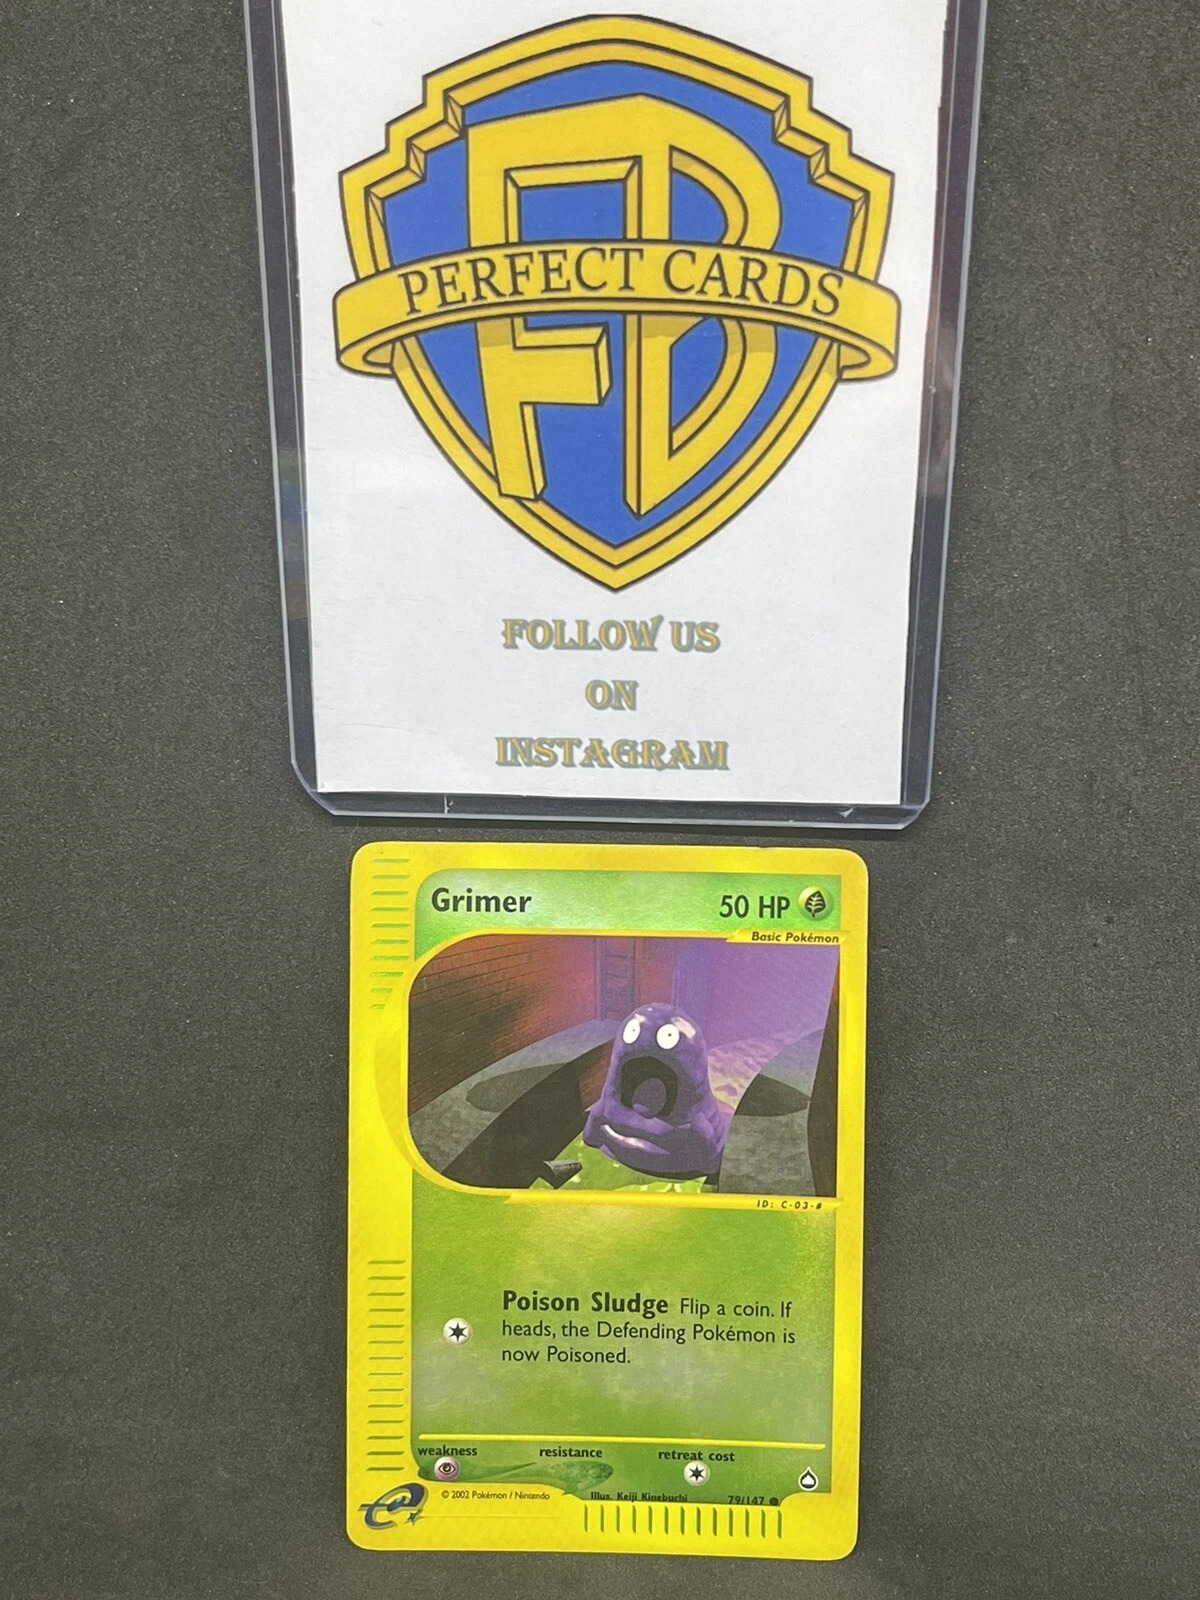 FB
PERFECT CARDS
FOLLOW US
ON
INSTAGRAM
Grimer
50 HP
Basic Pokémon
ID: C-03-#
Poison Sludge Flip a coin. If
heads, the Defending Pokémon is
now Poisoned.
weakness resistance retreat cost
e
© 2002 Pokémon / Nintendo
Illus. Keiji Kinebuchi
79/147 ●